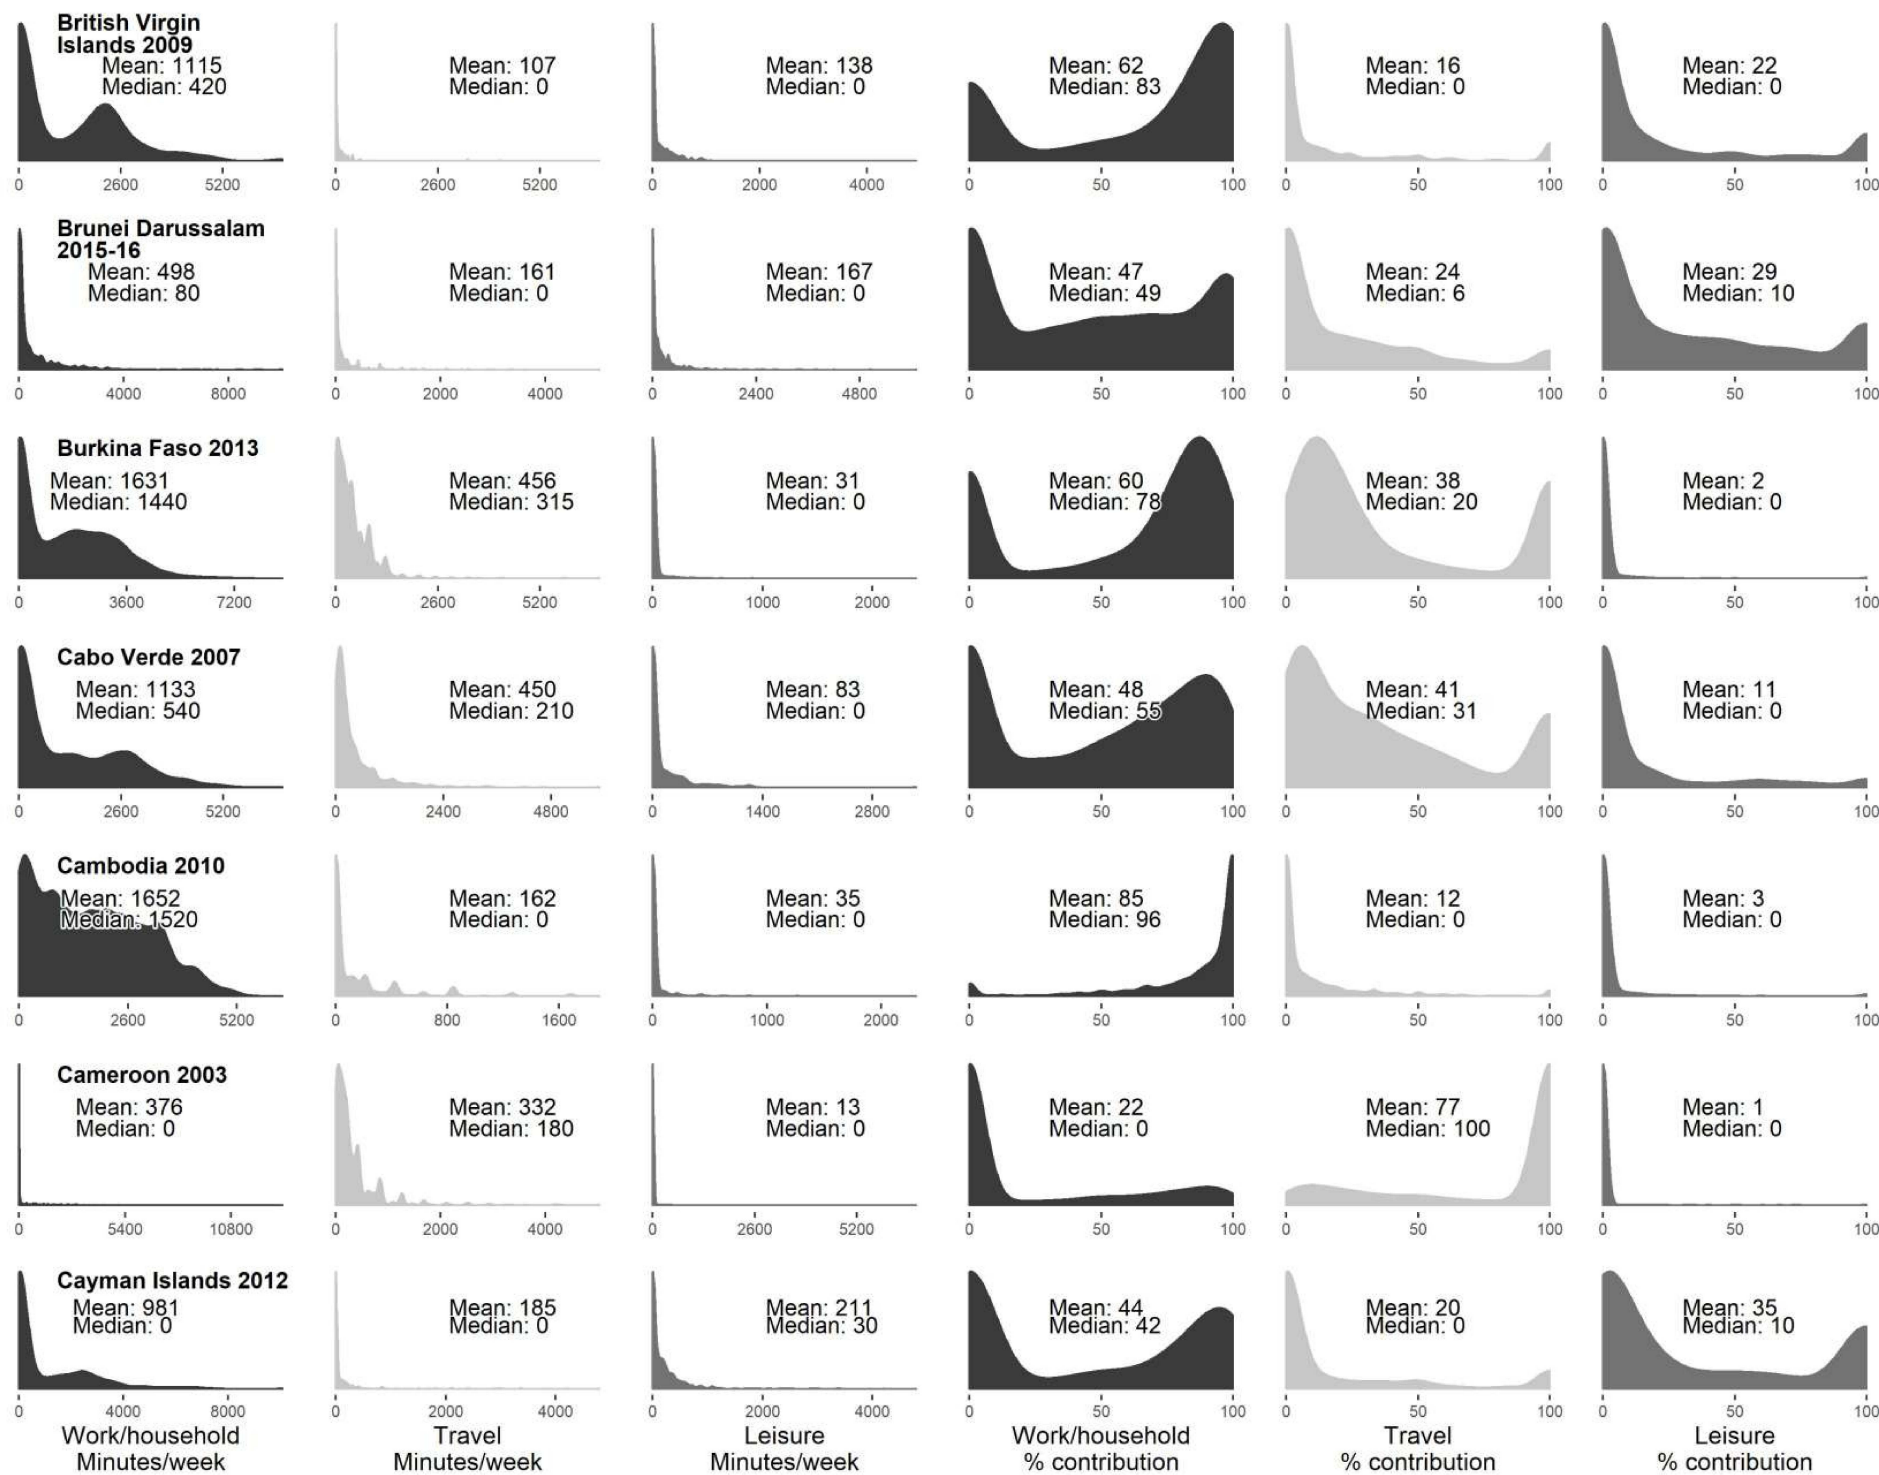 British Virgin
Islands 2009
Mean: 1115
Median: 420
Mean: 107
Median: 0
Mean: 138
Median: 0
Mean: 62
Median: 83
Mean: 16
Median: 0
Mean: 22
Median: 0
0 2600 5200 0 2600 5200 0 2000 4000 0 50 100 0 50 100 0 50 100
Brunei Darussalam
2015-16
Mean: 498
Median: 80
Mean: 161
Median: 0
Mean: 167
Median: 0
Mean: 47
Median: 49
Mean: 24
Median: 6
Mean: 29
Median: 10
0 4000 8000 0 2000 4000 0 2400 4800 0 50 100 0 50 100 0 50 100
Burkina Faso 2013
Mean: 1631
Median: 1440
Mean: 456
Median: 315
Mean: 31
Median: 0
Mean: 60
Median: 78
Mean: 38
Median: 20
Mean: 2
Median: 0
0 3600 7200 0 2600 5200 0 1000 2000 0 50 100 0 50 100 0 50 100
Cabo Verde 2007
Mean: 1133
Median: 540
Mean: 450
Median: 210
Mean: 83
Median: 0
Mean: 48
Median: 55
Mean: 41
Median: 31
Mean: 11
Median: 0
0 2600 5200 0 2400 4800 0 1400 2800 0 50 100 0 50 100 0 50 100
Cambodia 2010
Mean: 1652
Median: 1520
Mean: 162
Median: 0
Mean: 35
Median: 0
Mean: 85
Median: 96
Mean: 12
Median: 0
Mean: 3
Median: 0
0 2600 5200 0 800 1600 0 1000 2000 0 50 100 0 50 100 0 50 100
Cameroon 2003
Mean: 376
Median: 0
Mean: 332
Median: 180
Mean: 13
Median: 0
Mean: 22
Median: 0
Mean: 77
Median: 100
Mean: 1
Median: 0
0 5400 10800 0 2000 4000 0 2600 5200 0 50 100 0 50 100 0 50 100
Cayman Islands 2012
Mean: 981
Median: 0
Mean: 185
Median: 0
Mean: 211
Median: 30
Mean: 44
Median: 42
Mean: 20
Median: 0
Mean: 35
Median: 10
0 4000 8000 0 2000 4000 0 2000 4000 0 50 100 0 50 100 0 50 100
Work/household
Minutes/week
Travel
Minutes/week
Leisure
Minutes/week
Work/household
% contribution
Travel
% contribution
Leisure
% contribution